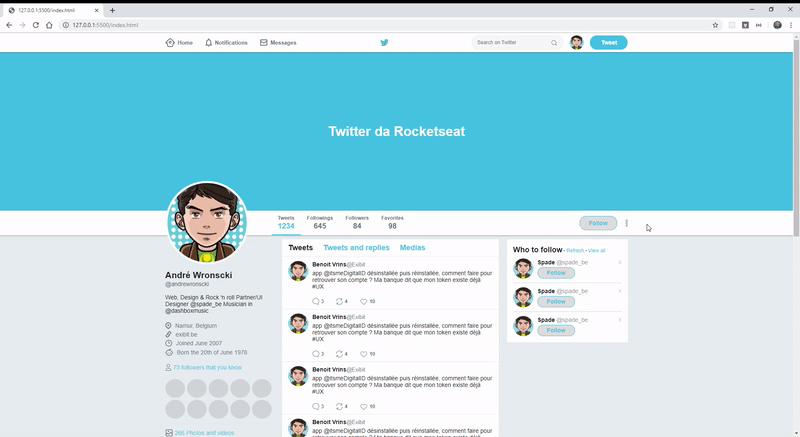 127.0.0.1:5500/index.html
127.0.0.1:5500/index.html
Home
Notifications
Messages
Search on Twitter
Tweet
Twitter da Rocketseat
Tweets
1234
Followings
645
Followers
84
Favorites
98
Follow
André Wronscki
@andrewronscki
Web, Design & Rock 'n roll Partner/UI
Designer @spade_be Musician in
@dashboxmusic
Namur, Belgium
exibit.be
Joined June 2007
Born the 20th of June 1978
73 followers that you know
266 Photos and videos
Tweets
Tweets and replies
Medias
Benoit Vrins@Exibit
app @itsmeDigitalID désinstallée puis réinstallée, comment faire pour
retrouver son compte ? Ma banque dit que mon token existe déjà
#UX
3
4
10
Benoit Vrins@Exibit
app @itsmeDigitalID désinstallée puis réinstallée, comment faire pour
retrouver son compte ? Ma banque dit que mon token existe déjà
#UX
3
4
10
Benoit Vrins@Exibit
app @itsmeDigitalID désinstallée puis réinstallée, comment faire pour
retrouver son compte ? Ma banque dit que mon token existe déjà
#UX
3
4
10
Benoit Vrins@Exibit
app @itsmeDigitalID désinstallée puis réinstallée, comment faire pour
retrouver son compte ? Ma banque dit que mon token existe déjà
Who to follow • Refresh • View all
Spade @spade_be
Follow
Spade @spade_be
Follow
Spade @spade_be
Follow